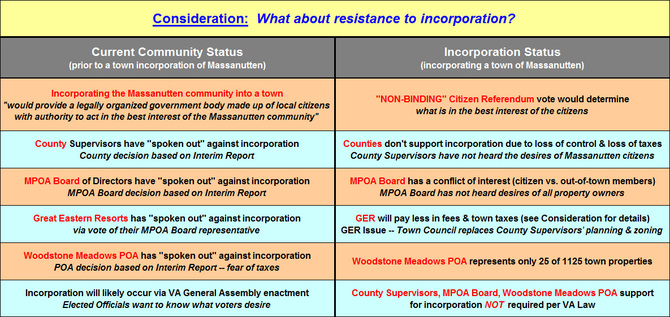 Consideration: What about resistance to incorporation?
Current Community Status
(prior to a town incorporation of Massanutten)
Incorporation Status
(incorporating a town of Massanutten)
Incorporating the Massanutten community into a town
"would provide a legally organized government body made up of local citizens
with authority to act in the best interest of the Massanutten community"
"NON-BINDING" Citizen Referendum vote would determine
what is in the best interest of the citizens
County Supervisors have "spoken out" against incorporation
County decision based on Interim Report
Counties don't support incorporation due to loss of control & loss of taxes
County Supervisors have not heard the desires of Massanutten citizens
MPOA Board of Directors have "spoken out" against incorporation
MPOA Board decision based on Interim Report
MPOA Board has a conflict of interest (citizen vs. out-of-town members)
MPOA Board has not heard desires of all property owners
Great Eastern Resorts has "spoken out" against incorporation
via vote of their MPOA Board representative
GER will pay less in fees & town taxes (see Consideration for details)
GER Issue -- Town Council replaces County Supervisors' planning & zoning
Woodstone Meadows POA has "spoken out" against incorporation
POA decision based on Interim Report -- fear of taxes
Woodstone Meadows POA represents only 25 of 1125 town properties
Incorporation will likely occur via VA General Assembly enactment
Elected Officials want to know what voters desire
County Supervisors, MPOA Board, Woodstone Meadows POA support
for incorporation NOT required per VA Law